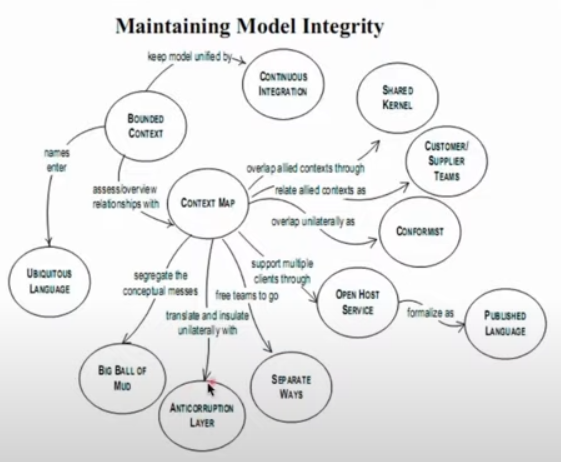 Maintaining Model Integrity
keep model unified by
CONTINUOUS
INTEGRATION
SHARED
KERNEL
BOUNDED
CONTEXT
CUSTOMER/
SUPPLIER
TEAMS
names
enter
overlap allied contexts through
assess/overview
relationships with
CONTEXT MAP
relate allied contexts as
overlap unilaterally as
CONFORMIST
UBIQUITOUS
LANGUAGE
segregate the
conceptual messes
free teams to go
support multiple
clients through
OPEN HOST
SERVICE
formalize as
PUBLISHED
LANGUAGE
translate and insulate
unilaterally with
BIG BALL OF
MUD
SEPARATE
WAYS
ANTICORRUPTION
LAYER